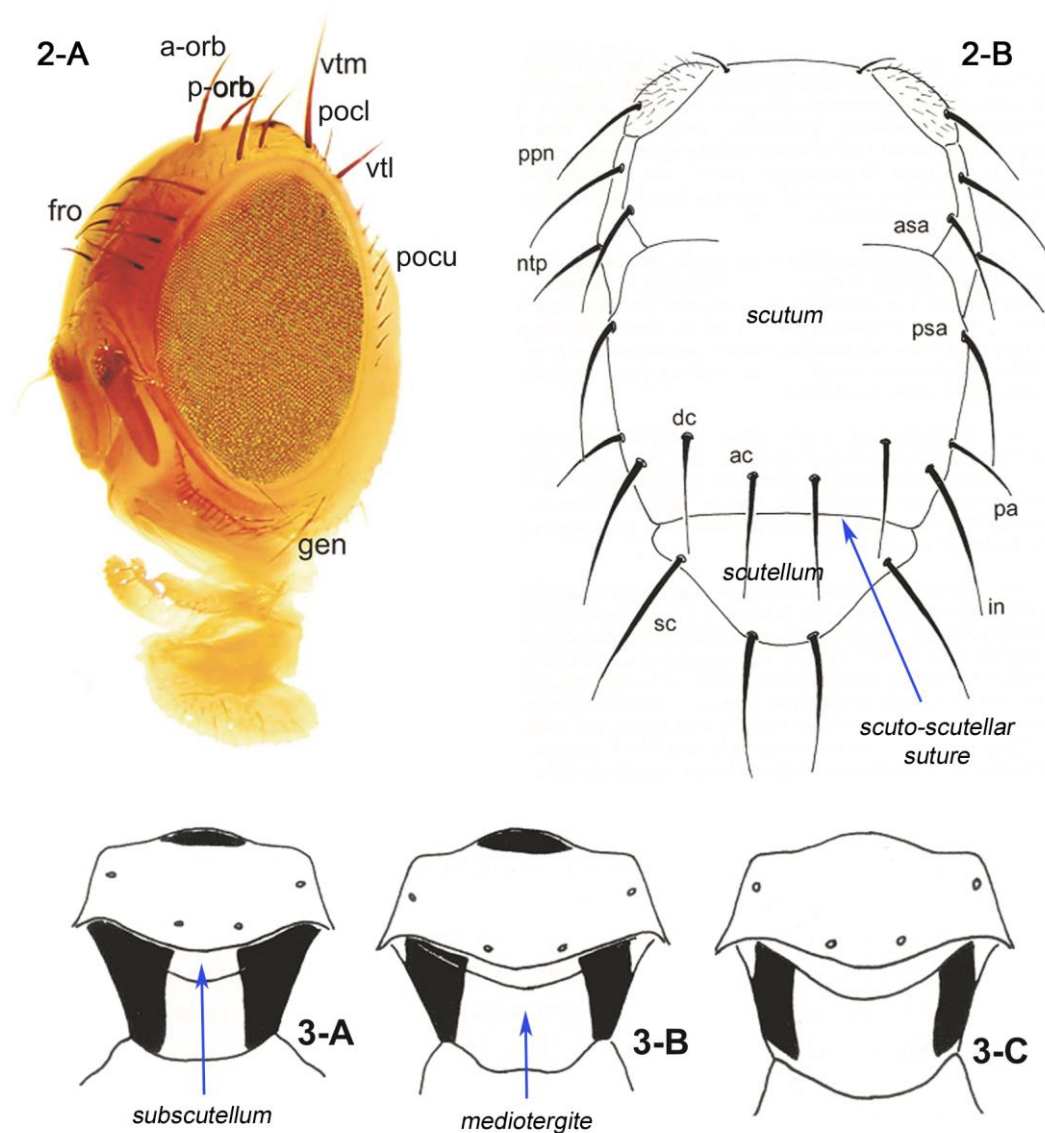 2-A
a-orb
vtm
p-orb
pocl
vtl
fro
pocu
gen
2-B
ppn
asa
ntp
scutum
psa
dc
ac
pa
scutellum
in
sc
scuto-scutellar
suture
3-A
3-B
3-C
subscutellum
mediotergite